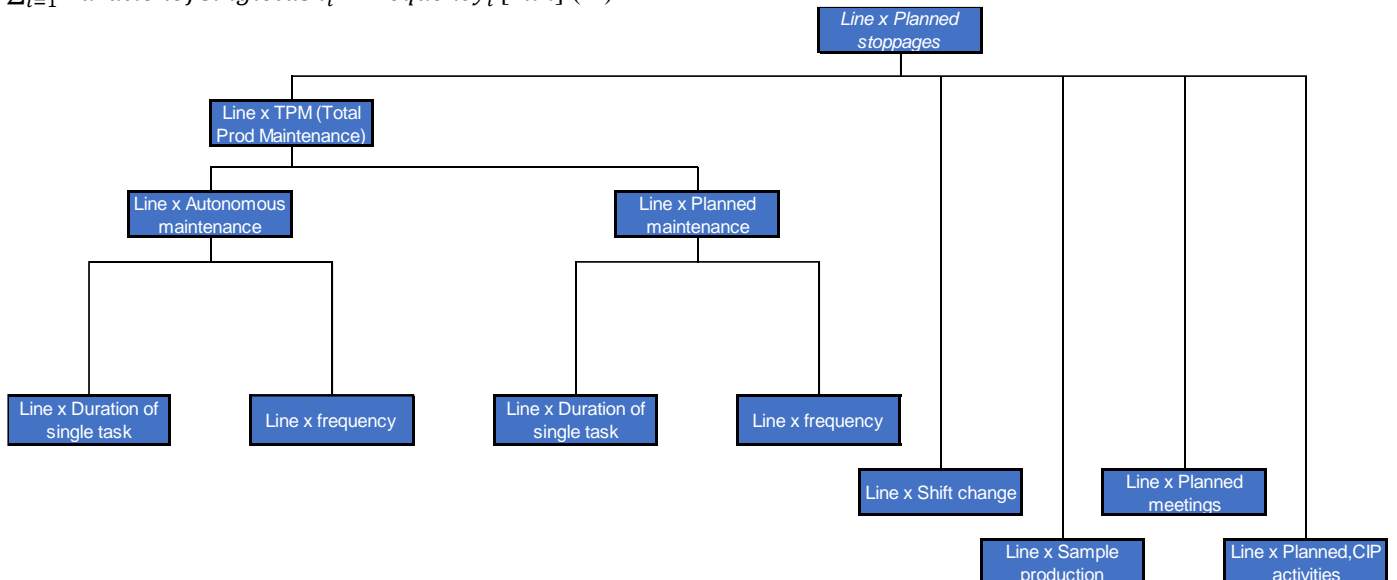 Line x Planned
stoppages
Line x TPM (Total
Prod Maintenance)
Line x Autonomous
maintenance
Line x Planned
maintenance
Line x Duration of
single task
Line x frequency
Line x Duration of
single task
Line x frequency
Line x Shift change
Line x Planned
meetings
Line x Sample
production
Line x Planned,CIP
activities